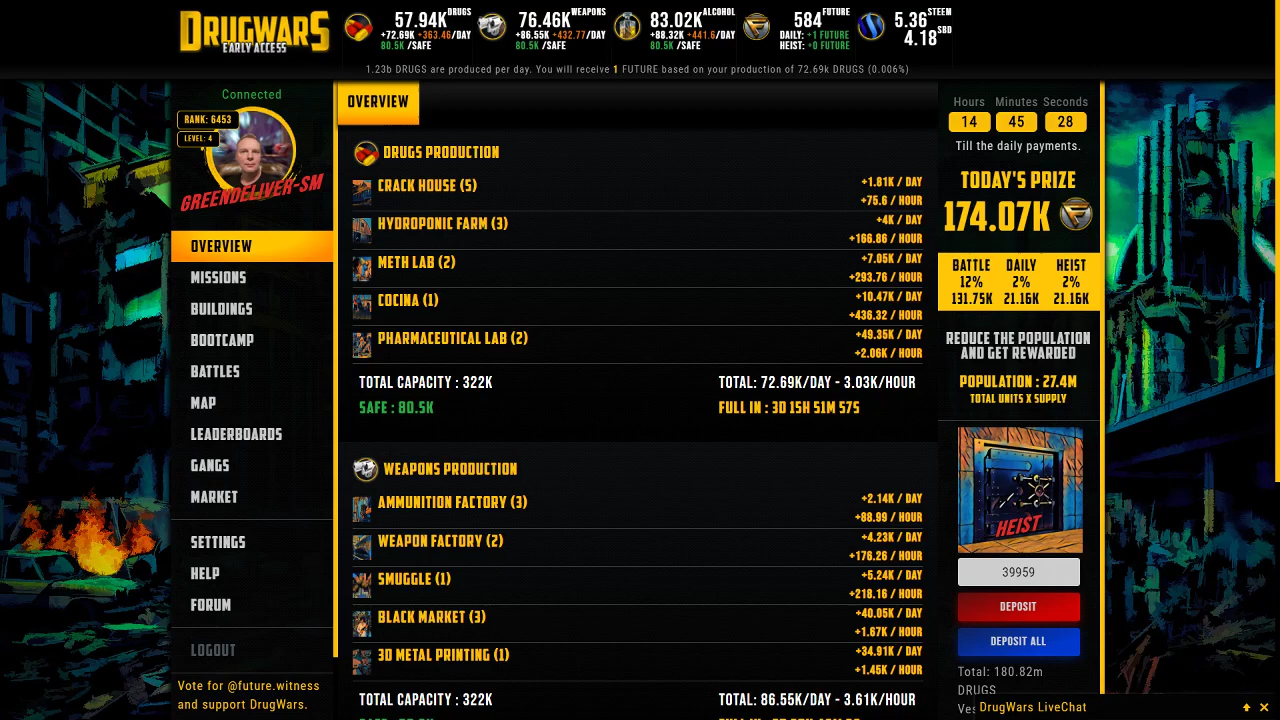 DRUGWARS
EARLY ACCESS
57.94K DRUGS
+72.69K +363.46/DAY
80.5K /SAFE
76.46K WEAPONS
+86.55K +432.77/DAY
80.5K /SAFE
83.02K ALCOHOL
+88.32K +441.6/DAY
80.5K /SAFE
584 FUTURE
DAILY: +1 FUTURE
HEIST: +0 FUTURE
5.36 STEEM
4.18 SBD
1.23b DRUGS are produced per day. You will receive 1 FUTURE based on your production of 72.69k DRUGS (0.006%)
Connected
RANK: 6453
LEVEL: 4
GREENDELIVER-SM
OVERVIEW
MISSIONS
BUILDINGS
BOOTCAMP
BATTLES
MAP
LEADERBOARDS
GANGS
MARKET
SETTINGS
HELP
FORUM
LOGOUT
Vote for @future.witness
and support DrugWars.
OVERVIEW
DRUGS PRODUCTION
CRACK HOUSE (5)
+1.81K / DAY
+75.6 / HOUR
HYDROPONIC FARM (3)
+4K / DAY
+166.86 / HOUR
METH LAB (2)
+7.05K / DAY
+293.76 / HOUR
COCINA (1)
+10.47K / DAY
+436.32 / HOUR
PHARMACEUTICAL LAB (2)
+49.35K / DAY
+2.06K / HOUR
TOTAL CAPACITY : 322K
TOTAL: 72.69K/DAY - 3.03K/HOUR
SAFE : 80.5K
FULL IN : 3D 15H 51M 57S
WEAPONS PRODUCTION
AMMUNITION FACTORY (3)
+2.14K / DAY
+88.99 / HOUR
WEAPON FACTORY (2)
+4.23K / DAY
+176.26 / HOUR
SMUGGLE (1)
+5.24K / DAY
+218.16 / HOUR
BLACK MARKET (3)
+40.05K / DAY
+1.67K / HOUR
3D METAL PRINTING (1)
+34.91K / DAY
+1.45K / HOUR
TOTAL CAPACITY : 322K
TOTAL: 86.55K/DAY - 3.61K/HOUR
Hours Minutes Seconds
14 45 28
Till the daily payments.
TODAY'S PRIZE
174.07K
BATTLE DAILY HEIST
12% 2% 2%
131.75K 21.16K 21.16K
REDUCE THE POPULATION
AND GET REWARDED
POPULATION : 27.4M
TOTAL UNITS X SUPPLY
HEIST
39959
DEPOSIT
DEPOSIT ALL
Total: 180.82m
DRUGS
DrugWars LiveChat